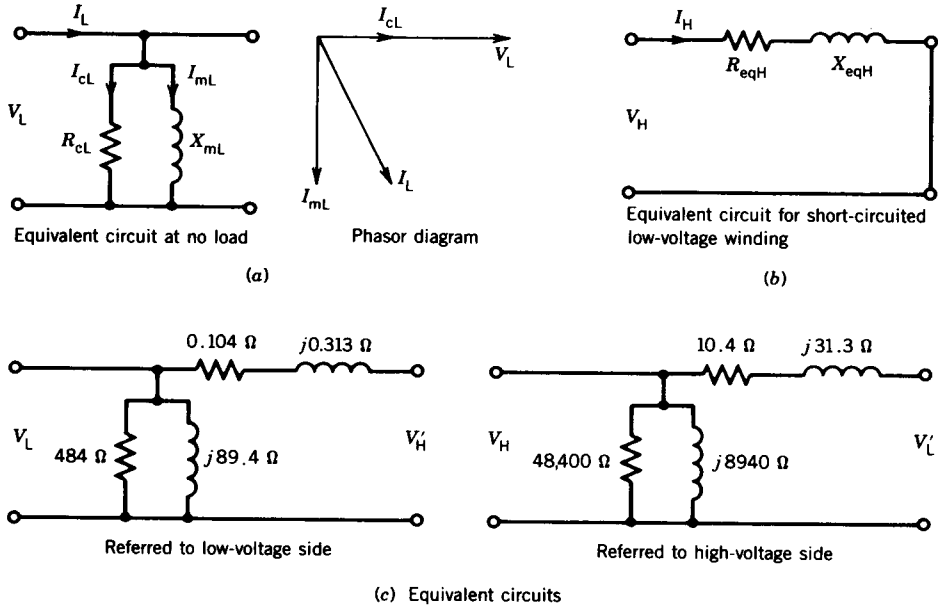 I_L
I_cL
I_mL
V_L
R_cL
X_mL
Equivalent circuit at no load
I_cL
V_L
I_L
I_mL
Phasor diagram
(a)
I_H
R_eqH
X_eqH
V_H
Equivalent circuit for short-circuited
low-voltage winding
(b)
0.104 Ω
j0.313 Ω
V_L
484 Ω
j89.4 Ω
V'_H
Referred to low-voltage side
10.4 Ω
j31.3 Ω
V_H
48,400 Ω
j8940 Ω
V'_L
Referred to high-voltage side
(c) Equivalent circuits